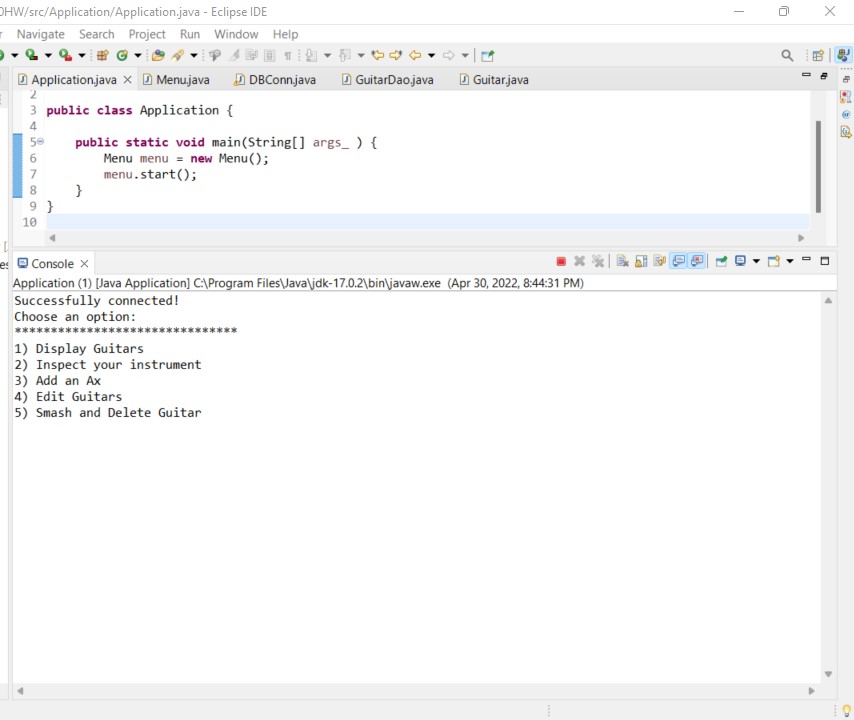 0HW/src/Application/Application.java - Eclipse IDE
Navigate Search Project Run Window Help
Application.java Menu.java DBConn.java GuitarDao.java Guitar.java
2
3 public class Application {
4
5 public static void main(String[] args_ ) {
6 Menu menu = new Menu();
7 menu.start();
8 }
9 }
10
Console
Application (1) [Java Application] C:\Program Files\Java\jdk-17.0.2\bin\javaw.exe (Apr 30, 2022, 8:44:31 PM)
Successfully connected!
Choose an option:
*******************************
1) Display Guitars
2) Inspect your instrument
3) Add an Ax
4) Edit Guitars
5) Smash and Delete Guitar